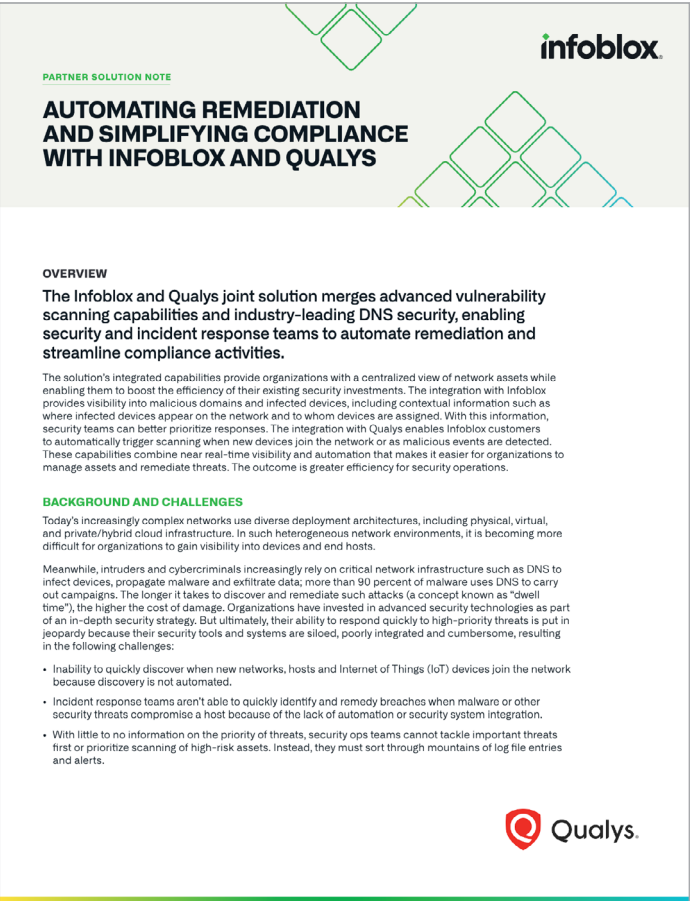 infoblox®
PARTNER SOLUTION NOTE
AUTOMATING REMEDIATION
AND SIMPLIFYING COMPLIANCE
WITH INFOBLOX AND QUALYS
OVERVIEW
The Infoblox and Qualys joint solution merges advanced vulnerability
scanning capabilities and industry-leading DNS security, enabling
security and incident response teams to automate remediation and
streamline compliance activities.
The solution's integrated capabilities provide organizations with a centralized view of network assets while
enabling them to boost the efficiency of their existing security investments. The integration with Infoblox
provides visibility into malicious domains and infected devices, including contextual information such as
where infected devices appear on the network and to whom devices are assigned. With this information,
security teams can better prioritize responses. The integration with Qualys enables Infoblox customers
to automatically trigger scanning when new devices join the network or as malicious events are detected.
These capabilities combine near real-time visibility and automation that makes it easier for organizations to
manage assets and remediate threats. The outcome is greater efficiency for security operations.
BACKGROUND AND CHALLENGES
Today's increasingly complex networks use diverse deployment architectures, including physical, virtual,
and private/hybrid cloud infrastructure. In such heterogeneous network environments, it is becoming more
difficult for organizations to gain visibility into devices and end hosts.
Meanwhile, intruders and cybercriminals increasingly rely on critical network infrastructure such as DNS to
infect devices, propagate malware and exfiltrate data; more than 90 percent of malware uses DNS to carry
out campaigns. The longer it takes to discover and remediate such attacks (a concept known as "dwell
time"), the higher the cost of damage. Organizations have invested in advanced security technologies as part
of an in-depth security strategy. But ultimately, their ability to respond quickly to high-priority threats is put in
jeopardy because their security tools and systems are siloed, poorly integrated and cumbersome, resulting
in the following challenges:
• Inability to quickly discover when new networks, hosts and Internet of Things (IoT) devices join the network
because discovery is not automated.
• Incident response teams aren't able to quickly identify and remedy breaches when malware or other
security threats compromise a host because of the lack of automation or security system integration.
• With little to no information on the priority of threats, security ops teams cannot tackle important threats
first or prioritize scanning of high-risk assets. Instead, they must sort through mountains of log file entries
and alerts.
Qualys.